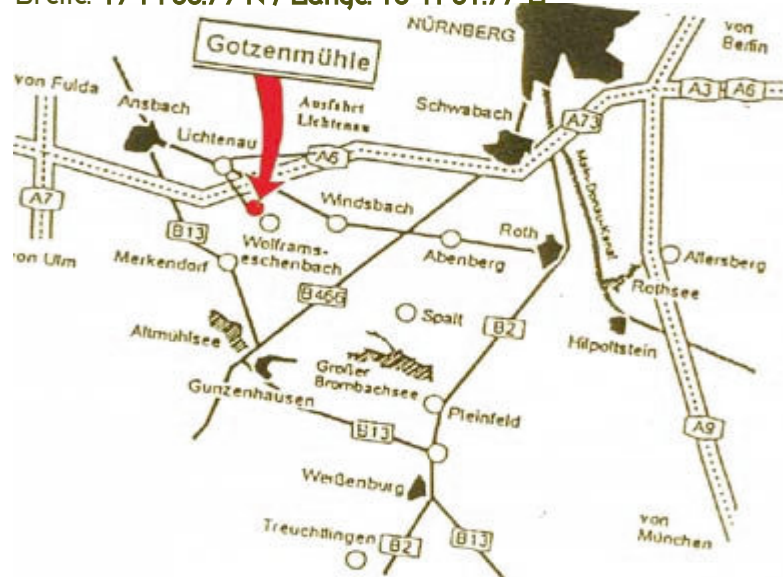 NÜRNBERG
von
Berlin
Gotzenmühle
von Fulda
Ansbach
Ausfahrt
Lichtenau
Schwabach
A3
A6
A73
Lichtenau
A6
A7
Windsbach
Main-Donau-Kanal
B13
Wolframs-
eschenbach
Roth
Abenberg
Allersberg
von Ulm
Merkendorf
B466
Rothsee
Spalt
B2
Altmühlsee
Hilpoltstein
Großer
Brombachsee
Gunzenhausen
Pleinfeld
B13
A9
Weißenburg
von
München
Treuchtlingen
B2
B13